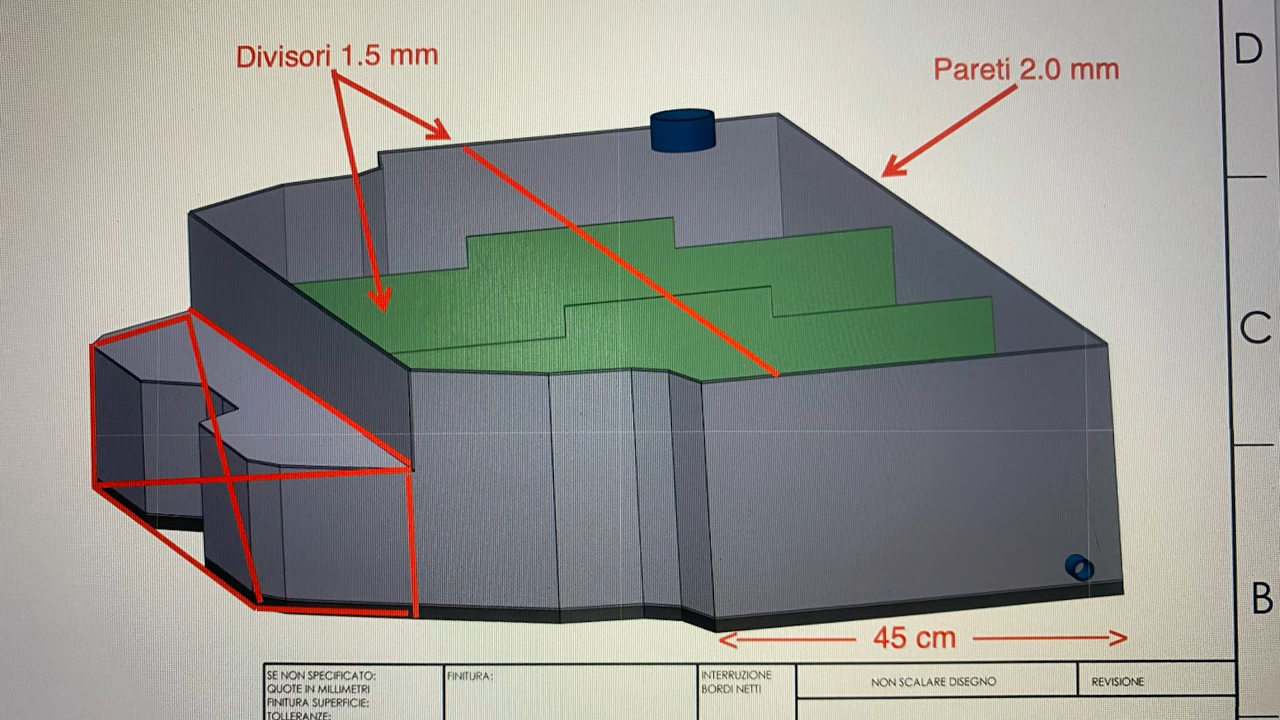 Divisori 1.5 mm
Pareti 2.0 mm
D
C
B
45 cm
SE NON SPECIFICATO:
QUOTE IN MILLIMETRI
FINITURA SUPERFICIE:
TOLLERANZE:
FINITURA:
INTERRUZIONE
BORDI NETTI
NON SCALARE DISEGNO
REVISIONE